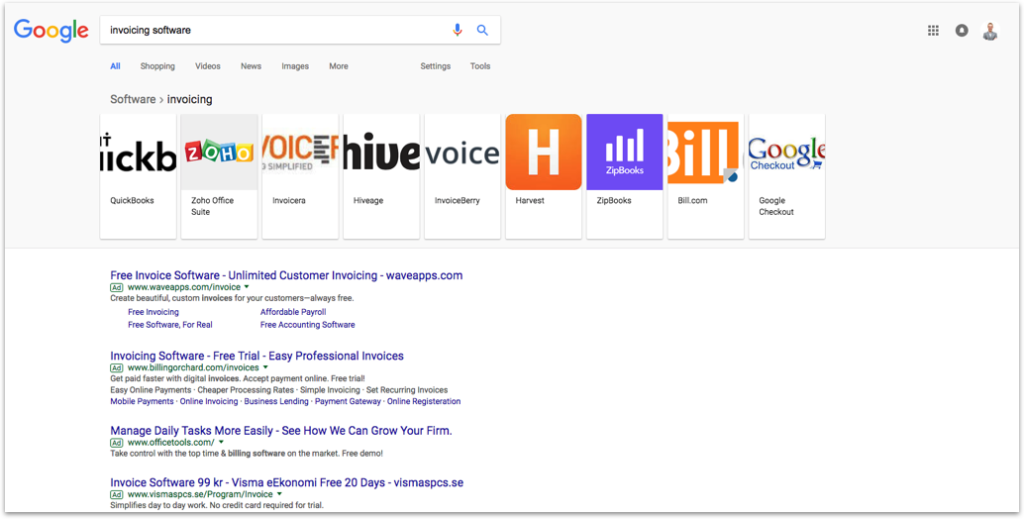 Google
invoicing software
All Shopping Videos News Images More Settings Tools
Software > invoicing
IT
uickb
ZOHO
VOICER
O SIMPLIFIED
hive
voice
H
ZipBooks
Bill
Google
Checkout
QuickBooks
Zoho Office
Suite
Invoicera
Hiveage
InvoiceBerry
Harvest
ZipBooks
Bill.com
Google
Checkout
Free Invoice Software - Unlimited Customer Invoicing - waveapps.com
Ad www.waveapps.com/invoice
Create beautiful, custom invoices for your customers—always free.
Free Invoicing Affordable Payroll
Free Software, For Real Free Accounting Software
Invoicing Software - Free Trial - Easy Professional Invoices
Ad www.billingorchard.com/invoices
Get paid faster with digital invoices. Accept payment online. Free trial!
Easy Online Payments · Cheaper Processing Rates · Simple Invoicing · Set Recurring Invoices
Mobile Payments · Online Invoicing · Business Lending · Payment Gateway · Online Registeration
Manage Daily Tasks More Easily - See How We Can Grow Your Firm.
Ad www.officetools.com/
Take control with the top time & billing software on the market. Free demo!
Invoice Software 99 kr - Visma eEkonomi Free 20 Days - vismaspcs.se
Ad www.vismaspcs.se/Program/Invoice
Simplifies day to day work. No credit card required for trial.